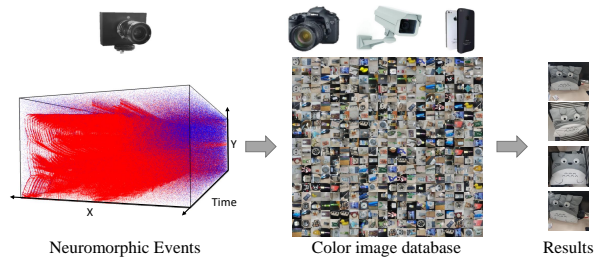 Y
X
Time
Neuromorphic Events
Color image database
Results